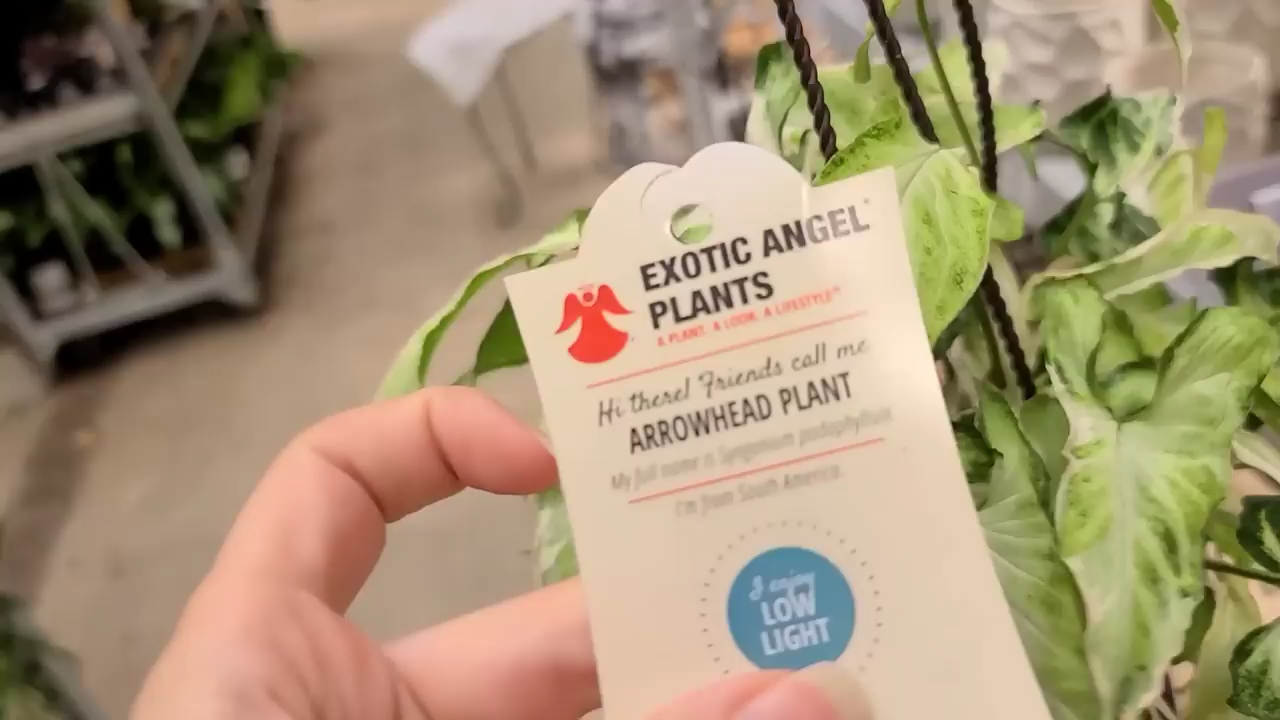 EXOTIC ANGEL®
PLANTS
A PLANT. A LOOK. A LIFESTYLE™
Hi there! Friends call me
ARROWHEAD PLANT
My full name is Syngonium podophyllum
I'm from South America.
I enjoy
LOW
LIGHT